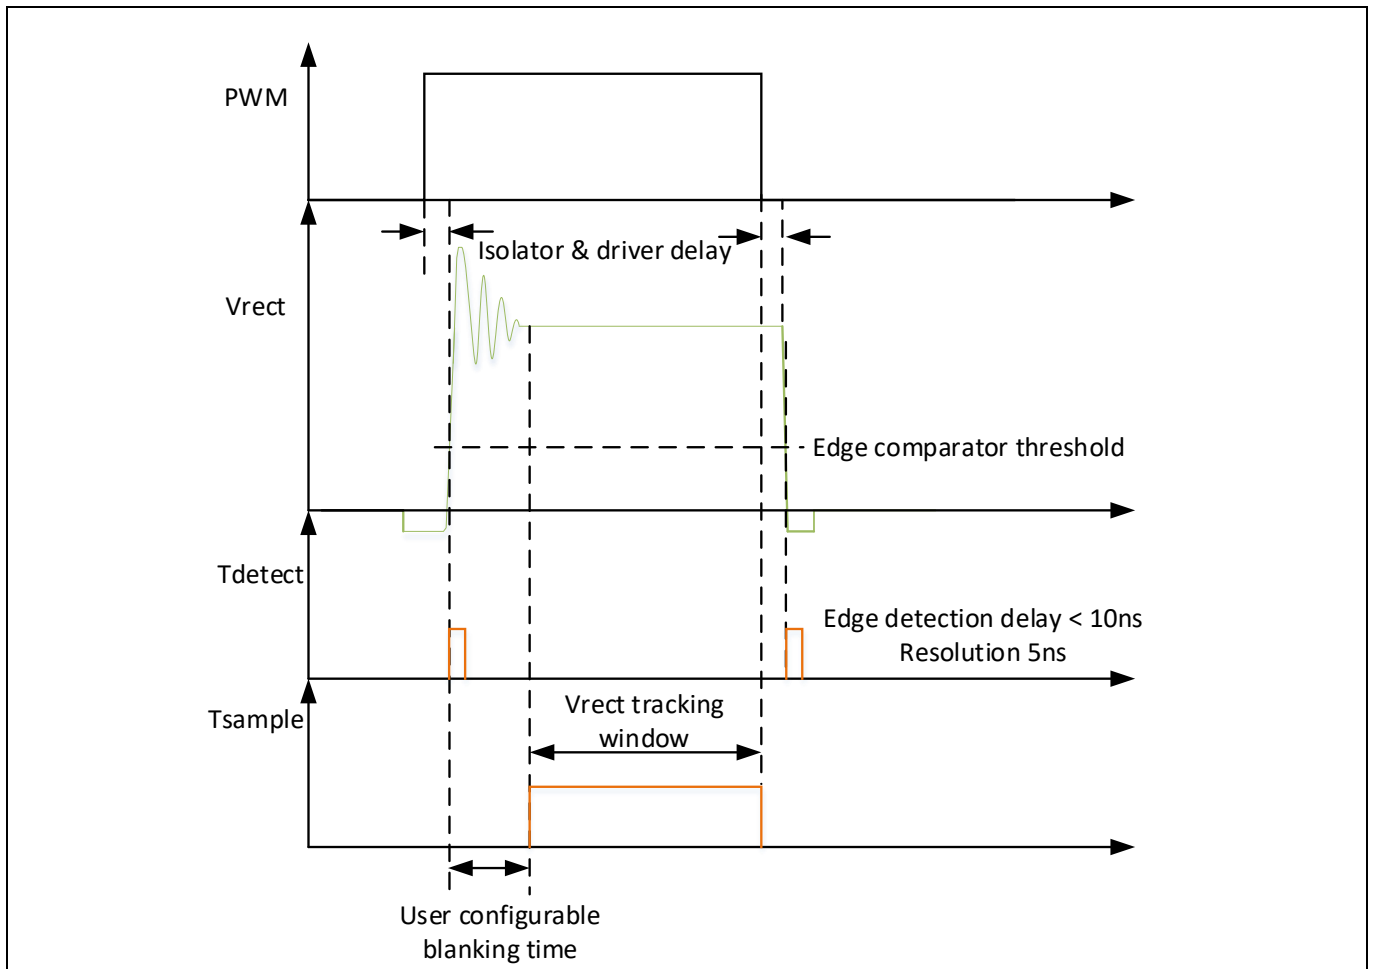 PWM
Isolator & driver delay
Vrect
Edge comparator threshold
Tdetect
Edge detection delay < 10ns
Resolution 5ns
Tsample
Vrect tracking
window
User configurable
blanking time